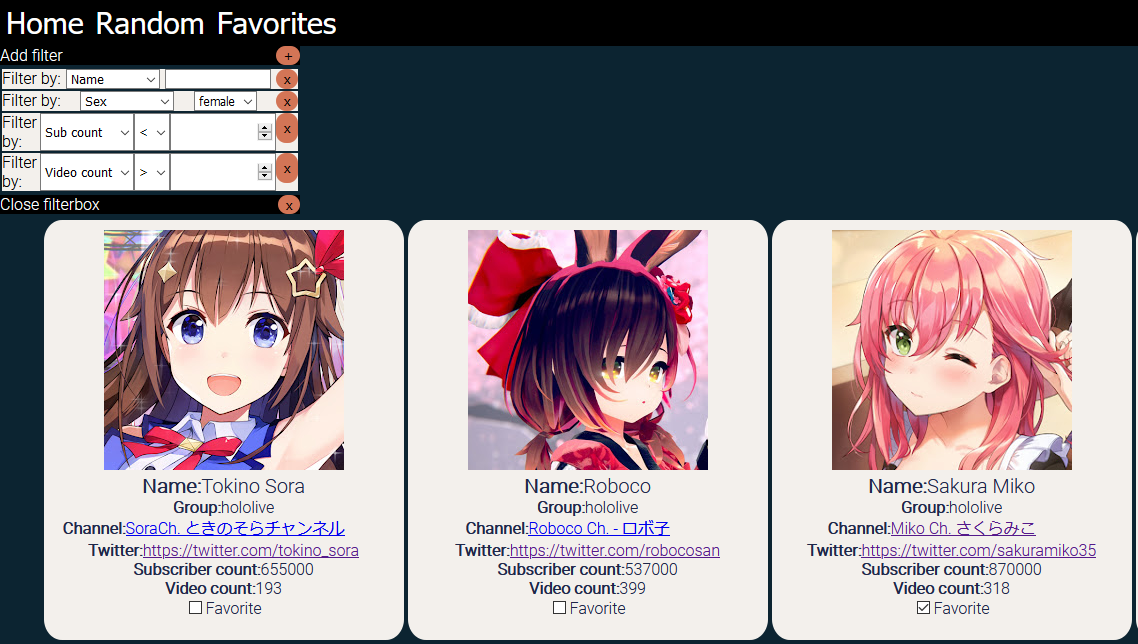 Home Random Favorites
Add filter +
Filter by: Name x
Filter by: Sex female x
Filter by: Sub count < x
Filter by: Video count > x
Close filterbox x
Name:Tokino Sora
Group:hololive
Channel:SoraCh. ときのそらチャンネル
Twitter:https://twitter.com/tokino_sora
Subscriber count:655000
Video count:193
Favorite
Name:Roboco
Group:hololive
Channel:Roboco Ch. - ロボ子
Twitter:https://twitter.com/robocosan
Subscriber count:537000
Video count:399
Favorite
Name:Sakura Miko
Group:hololive
Channel:Miko Ch. さくらみこ
Twitter:https://twitter.com/sakuramiko35
Subscriber count:870000
Video count:318
Favorite